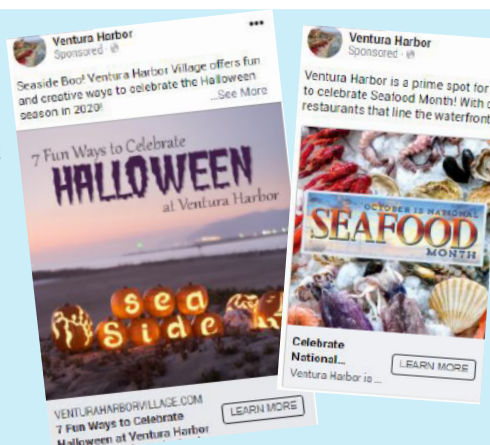 Ventura Harbor
Sponsored ·
Seaside Boo! Ventura Harbor Village offers fun
and creative ways to celebrate the Halloween
season in 2020!
...See More
7 Fun Ways to Celebrate
HALLOWEEN
at Ventura Harbor
sea
Side
VENTURAHARBORVILLAGE.COM
7 Fun Ways to Celebrate
Halloween at Ventura Harbor
LEARN MORE
Ventura Harbor
Sponsored ·
Ventura Harbor is a prime spot for
to celebrate Seafood Month! With
restaurants that line the waterfront
OCTOBER IS NATIONAL
SEAFOOD
MONTH
Celebrate
National...
Ventura Harbor is ...
LEARN MORE